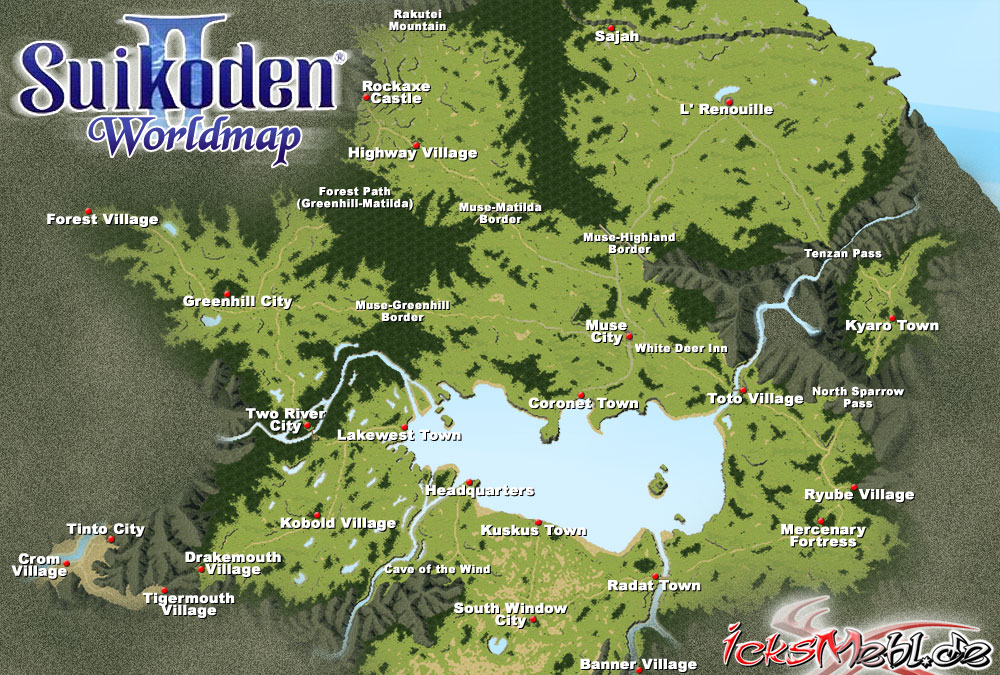 II
Suikoden®
Worldmap
Rakutei
Mountain
Sajah
Rockaxe
Castle
L' Renouille
Highway Village
Forest Path
(Greenhill-Matilda)
Muse-Matilda
Border
Forest Village
Muse-Highland
Border
Tenzan Pass
Greenhill City
Muse-Greenhill
Border
Muse
City
Kyaro Town
White Deer Inn
North Sparrow
Pass
Coronet Town
Toto Village
Two River
City
Lakewest Town
Headquarters
Ryube Village
Kobold Village
Kuskus Town
Mercenary
Fortress
Tinto City
Crom
Village
Drakemouth
Village
Cave of the Wind
Radat Town
Tigermouth
Village
South Window
City
Banner Village
IcksMebl.de